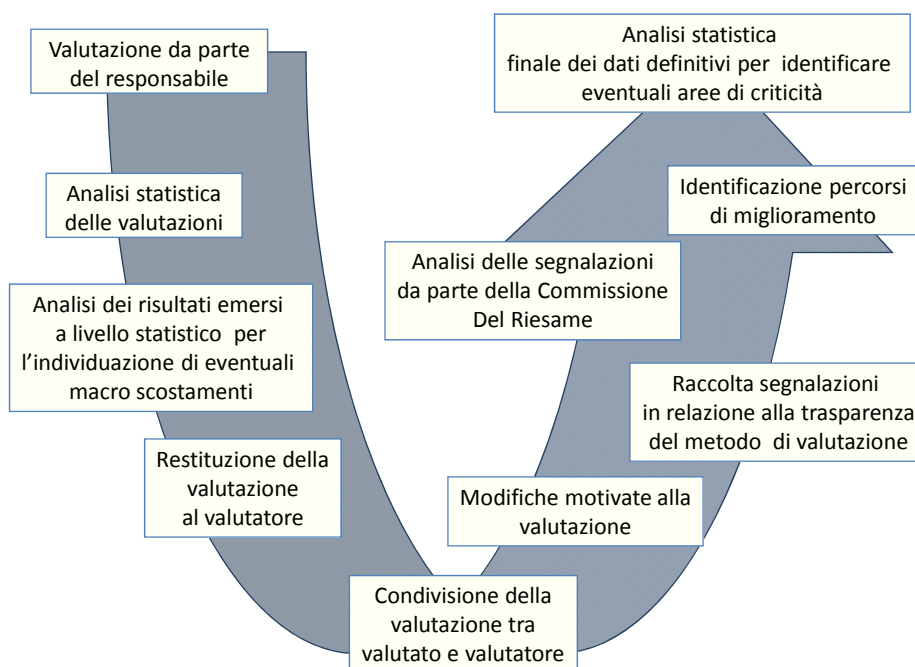 Valutazione da parte
del responsabile
Analisi statistica
delle valutazioni
Analisi dei risultati emersi
a livello statistico per
l'individuazione di eventuali
macro scostamenti
Restituzione della
valutazione
al valutatore
Condivisione della
valutazione tra
valutato e valutatore
Modifiche motivate alla
valutazione
Raccolta segnalazioni
in relazione alla trasparenza
del metodo di valutazione
Analisi delle segnalazioni
da parte della Commissione
Del Riesame
Identificazione percorsi
di miglioramento
Analisi statistica
finale dei dati definitivi per identificare
eventuali aree di criticità